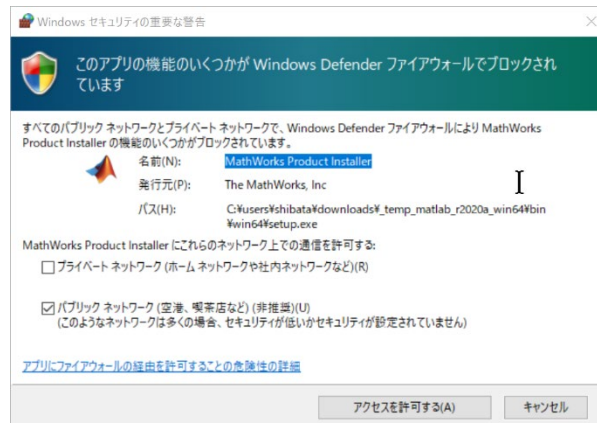 Windows セキュリティの重要な警告
このアプリの機能のいくつかが Windows Defender ファイアウォールでブロックされ
ています
すべてのパブリック ネットワークとプライベート ネットワークで、Windows Defender ファイアウォールにより MathWorks
Product Installer の機能のいくつかがブロックされています。
名前(N): MathWorks Product Installer
発行元(P): The MathWorks, Inc
パス(H): C:¥users¥shibata¥downloads¥_temp_matlab_r2020a_win64¥bin
¥win64¥setup.exe
MathWorks Product Installer にこれらのネットワーク上での通信を許可する:
プライベート ネットワーク (ホーム ネットワークや社内ネットワークなど)(R)
パブリック ネットワーク (空港、喫茶店など) (非推奨)(U)
(このようなネットワークは多くの場合、セキュリティが低いかセキュリティが設定されていません)
アプリにファイアウォールの経由を許可することの危険性の詳細
アクセスを許可する(A) キャンセル